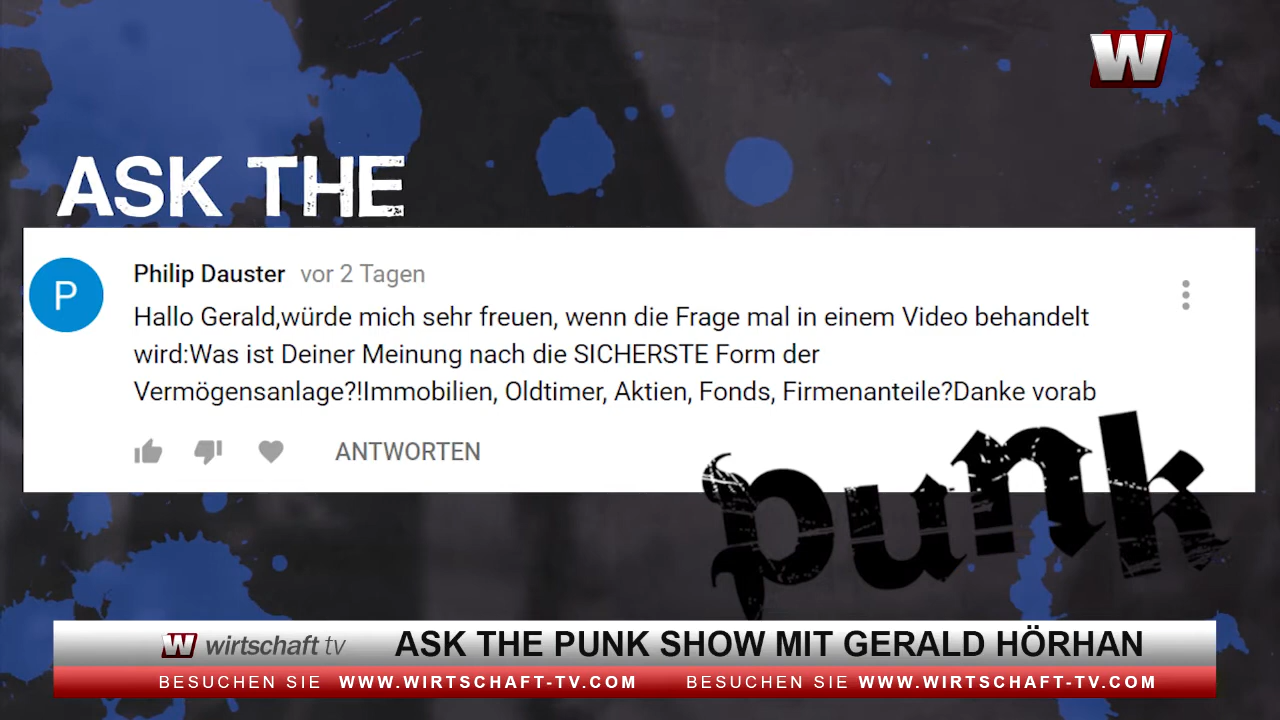 W
ASK THE
P
Philip Dauster vor 2 Tagen
Hallo Gerald,würde mich sehr freuen, wenn die Frage mal in einem Video behandelt
wird:Was ist Deiner Meinung nach die SICHERSTE Form der
Vermögensanlage?!Immobilien, Oldtimer, Aktien, Fonds, Firmenanteile?Danke vorab
ANTWORTEN
punk
W wirtschaft tv ASK THE PUNK SHOW MIT GERALD HÖRHAN
BESUCHEN SIE WWW.WIRTSCHAFT-TV.COM BESUCHEN SIE WWW.WIRTSCHAFT-TV.COM